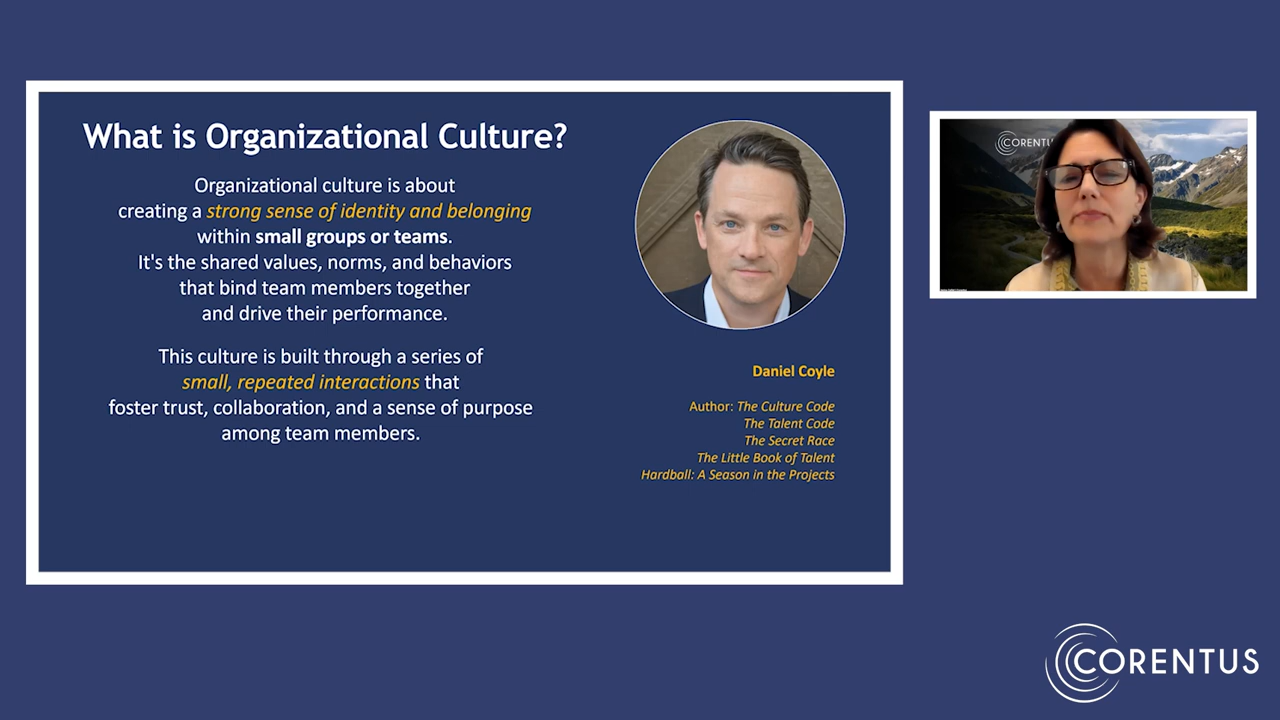 What is Organizational Culture?
Organizational culture is about
creating a strong sense of identity and belonging
within small groups or teams.
It's the shared values, norms, and behaviors
that bind team members together
and drive their performance.
This culture is built through a series of
small, repeated interactions that
foster trust, collaboration, and a sense of purpose
among team members.
Daniel Coyle
Author: The Culture Code
The Talent Code
The Secret Race
The Little Book of Talent
Hardball: A Season in the Projects
CORENTU
CORENTUS